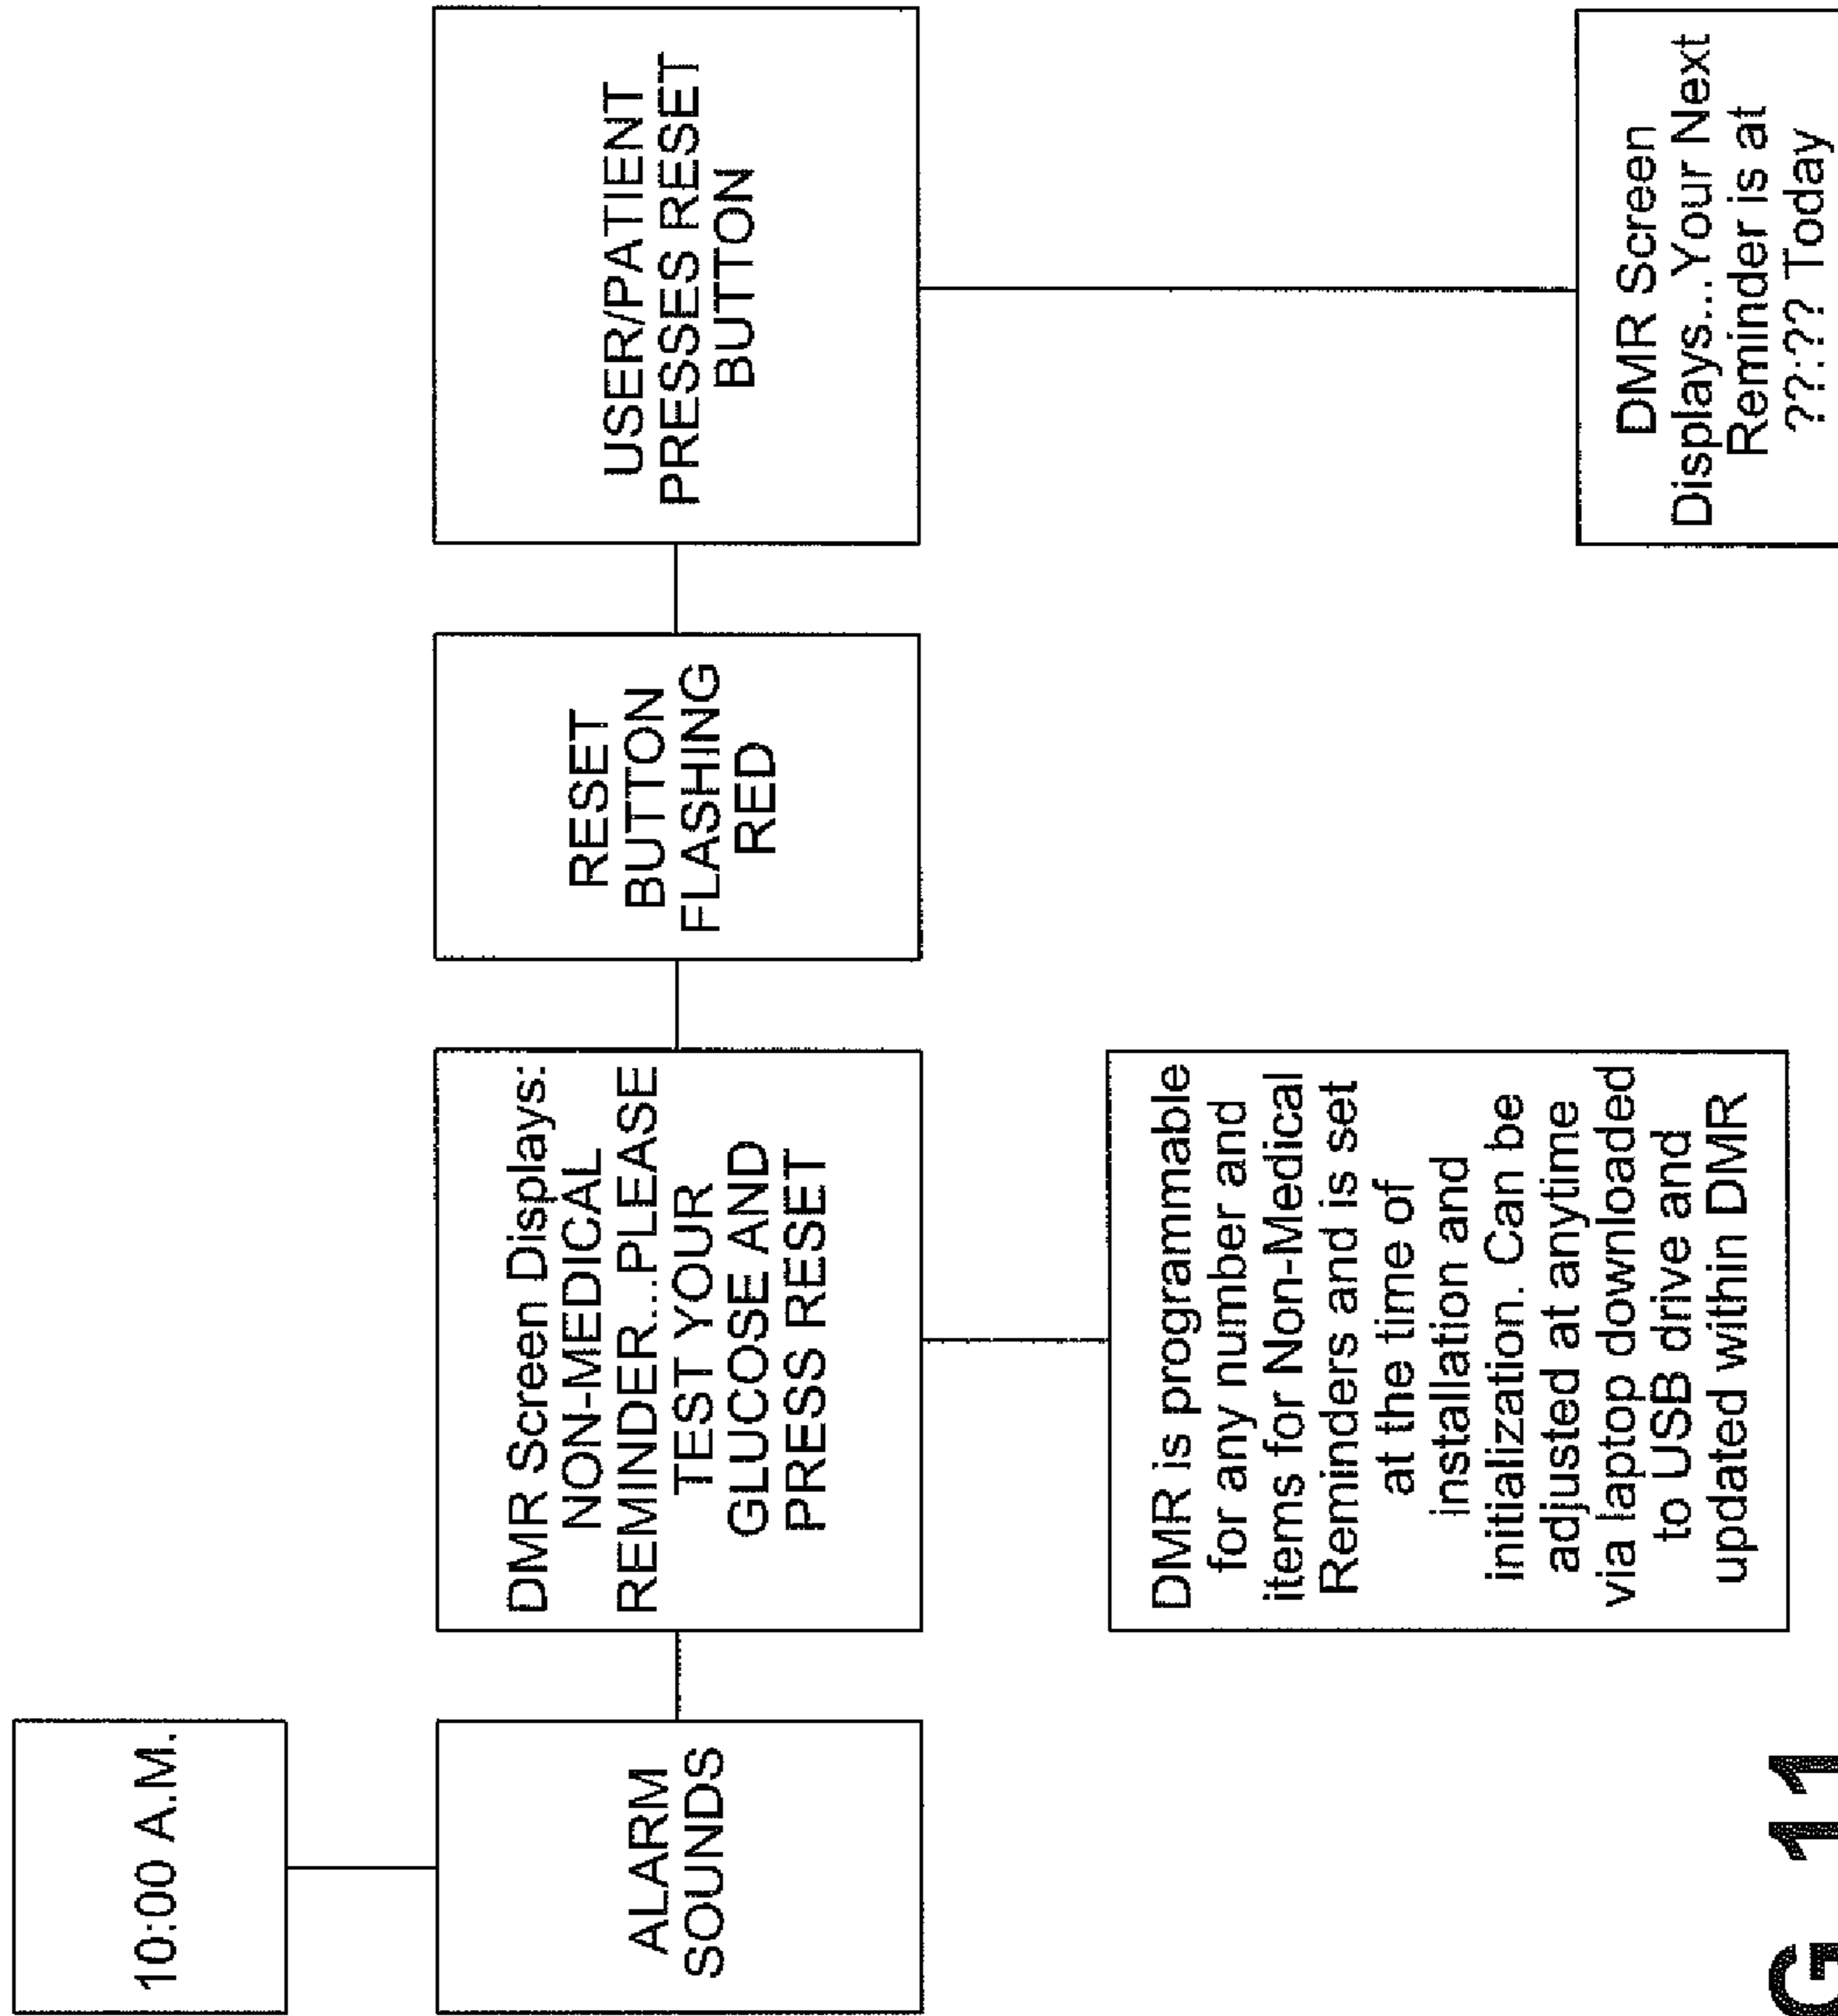 10:00 A.M.
ALARM
SOUNDS
DMR Screen Displays:
NON-MEDICAL
REMINDER...PLEASE
TEST YOUR
GLUCOSE AND
PRESS RESET
RESET
BUTTON
FLASHING
RED
USER/PATIENT
PRESSES RESET
BUTTON
DMR is programmable
for any number and
items for Non-Medical
Reminders and is set
at the time of
installation and
initialization. Can be
adjusted at anytime
via laptop downloaded
to USB drive and
updated within DMR
DMR Screen
Displays...Your Next
Reminder is at
??:?? Today
G 11